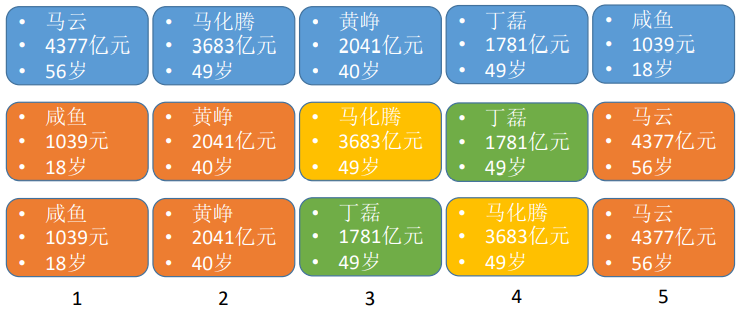 • 马云
• 4377亿元
• 56岁
• 马化腾
• 3683亿元
• 49岁
• 黄峥
• 2041亿元
• 40岁
• 丁磊
• 1781亿元
• 49岁
• 咸鱼
• 1039元
• 18岁
• 咸鱼
• 1039元
• 18岁
• 黄峥
• 2041亿元
• 40岁
• 马化腾
• 3683亿元
• 49岁
• 丁磊
• 1781亿元
• 49岁
• 马云
• 4377亿元
• 56岁
• 咸鱼
• 1039元
• 18岁
• 黄峥
• 2041亿元
• 40岁
• 丁磊
• 1781亿元
• 49岁
• 马化腾
• 3683亿元
• 49岁
• 马云
• 4377亿元
• 56岁
1 2 3 4 5